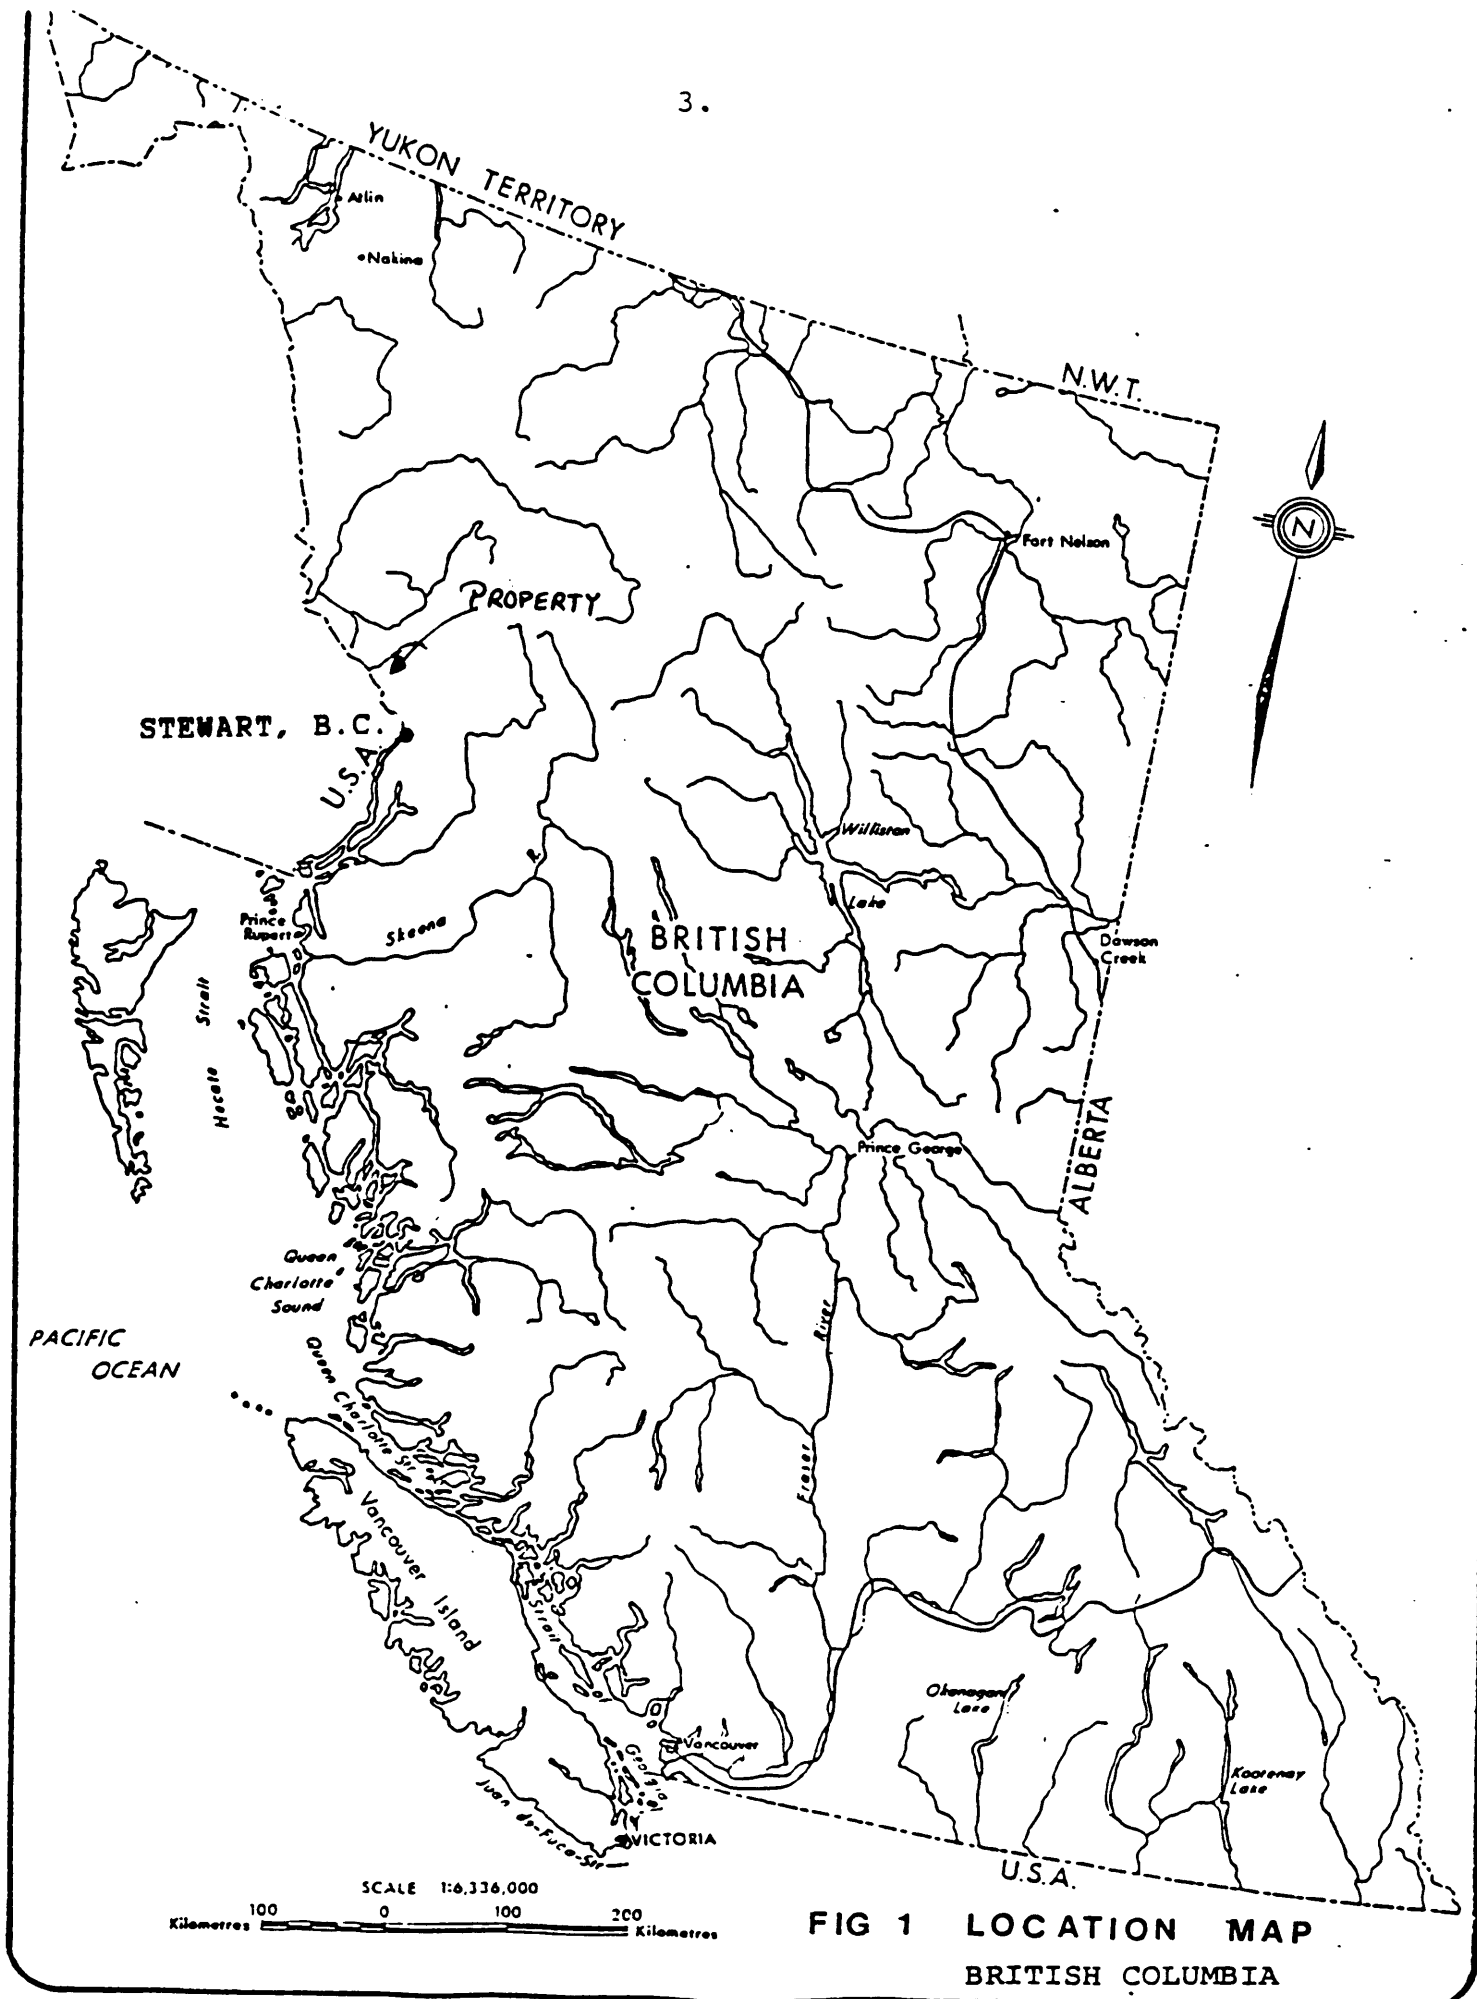 3.
YUKON TERRITORY
Atlin
Nakina
N.W.T.
N
Fort Nelson
PROPERTY
STEWART, B.C.
U.S.A.
Williston
Lake
Prince
Rupert
Skeena R.
BRITISH
COLUMBIA
Dawson
Creek
Hecate Strait
ALBERTA
Prince George
Queen
Charlotte
Sound
PACIFIC
OCEAN
Queen Charlotte Str
River
Fraser
Vancouver Island
Strait
Georgia
Okanagan
Lake
Vancouver
Kootenay
Lake
Juan de-Fuca-Str
VICTORIA
U.S.A.
SCALE 1:6,336,000
100 0 100 200
Kilometres Kilometres
FIG 1 LOCATION MAP
BRITISH COLUMBIA